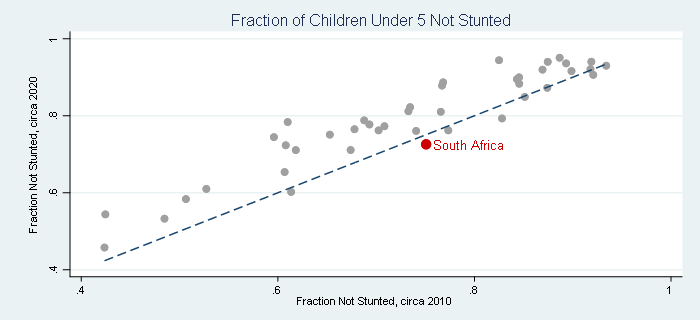 Fraction of Children Under 5 Not Stunted
Fraction Not Stunted, circa 2020
1
.8
.6
.4
South Africa
.4 .6 .8 1
Fraction Not Stunted, circa 2010